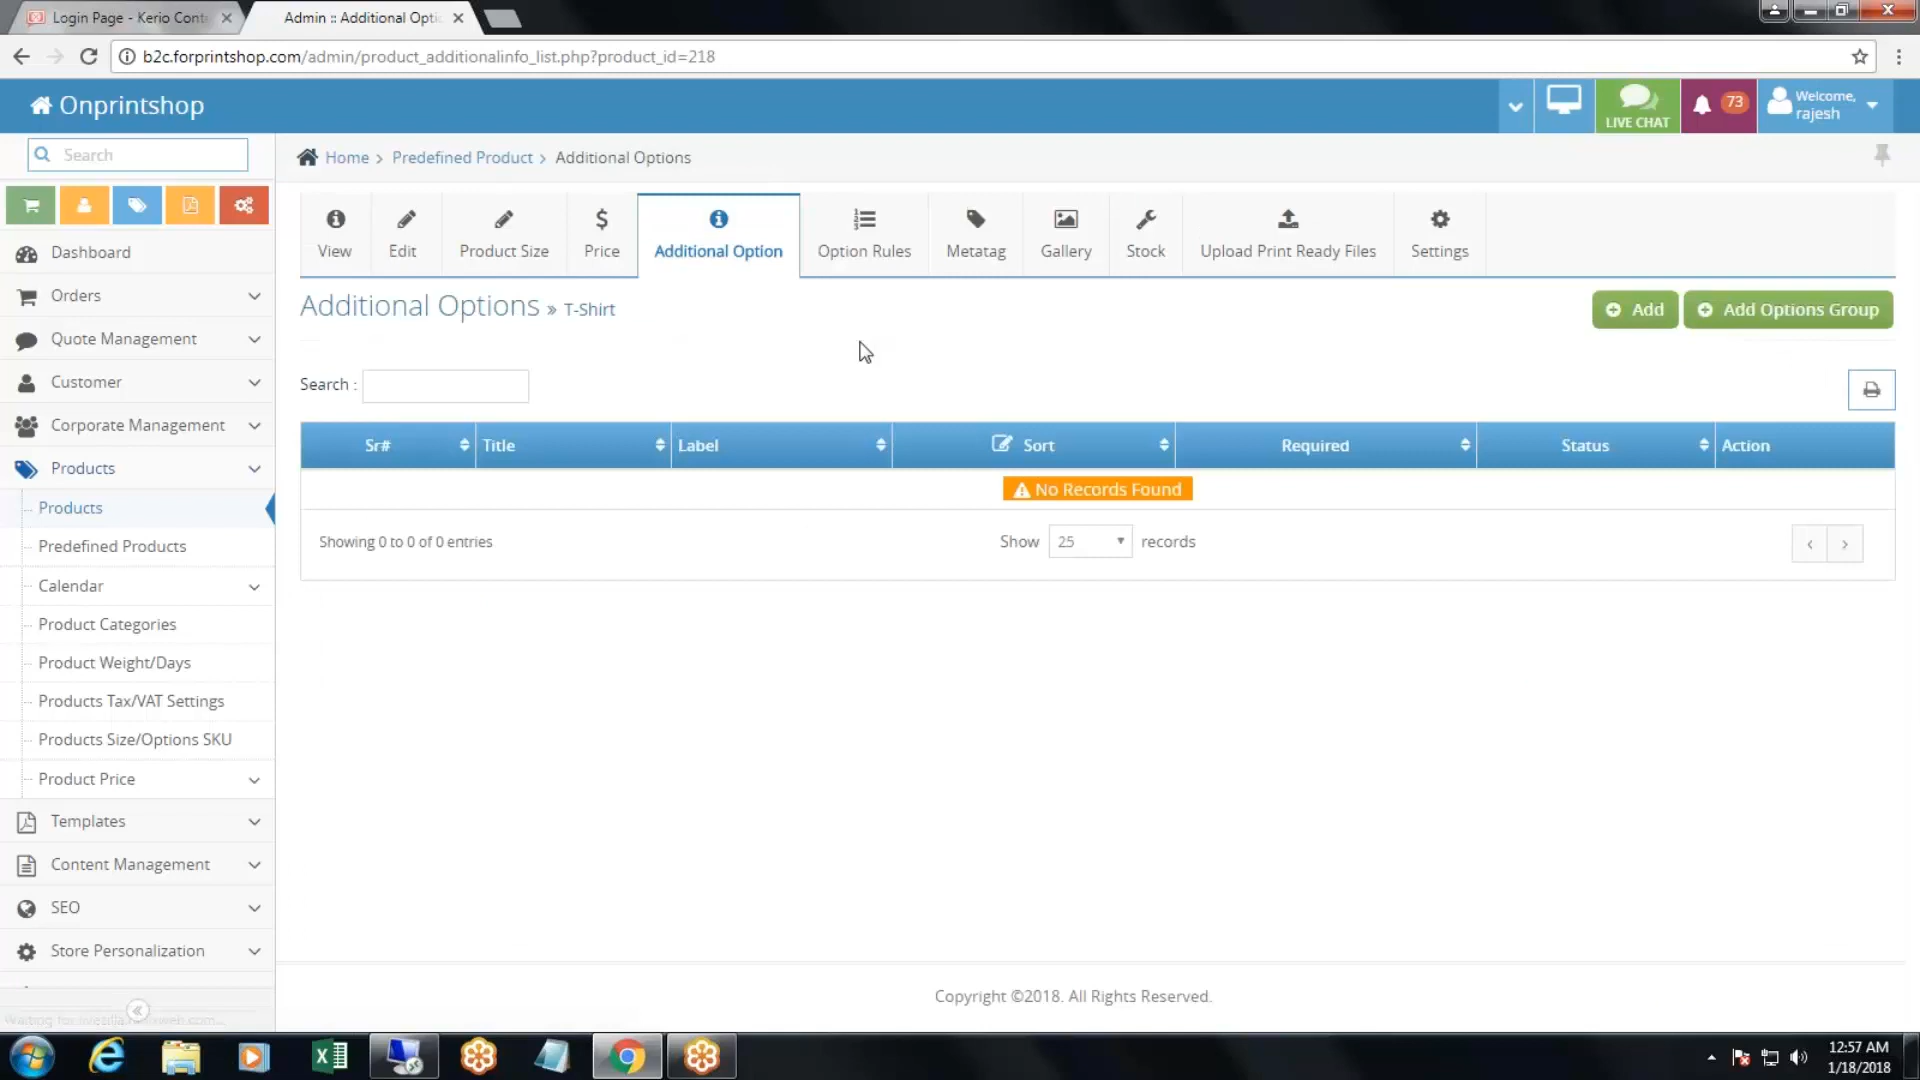 Login Page - Kerio Cont
Admin :: Additional Opti
b2c.forprintshop.com/admin/product_additionalinfo_list.php?product_id=218
Onprintshop
LIVE CHAT
73
Welcome,
rajesh
Search
Home > Predefined Product > Additional Options
View
Edit
Product Size
Price
Additional Option
Option Rules
Metatag
Gallery
Stock
Upload Print Ready Files
Settings
Dashboard
Orders
Quote Management
Customer
Corporate Management
Products
Products
Predefined Products
Calendar
Product Categories
Product Weight/Days
Products Tax/VAT Settings
Products Size/Options SKU
Product Price
Templates
Content Management
SEO
Store Personalization
Additional Options » T-Shirt
Add
Add Options Group
Search :
Sr# Title Label Sort Required Status Action
No Records Found
Showing 0 to 0 of 0 entries
Show 25 records
Copyright ©2018. All Rights Reserved.
12:57 AM
1/18/2018